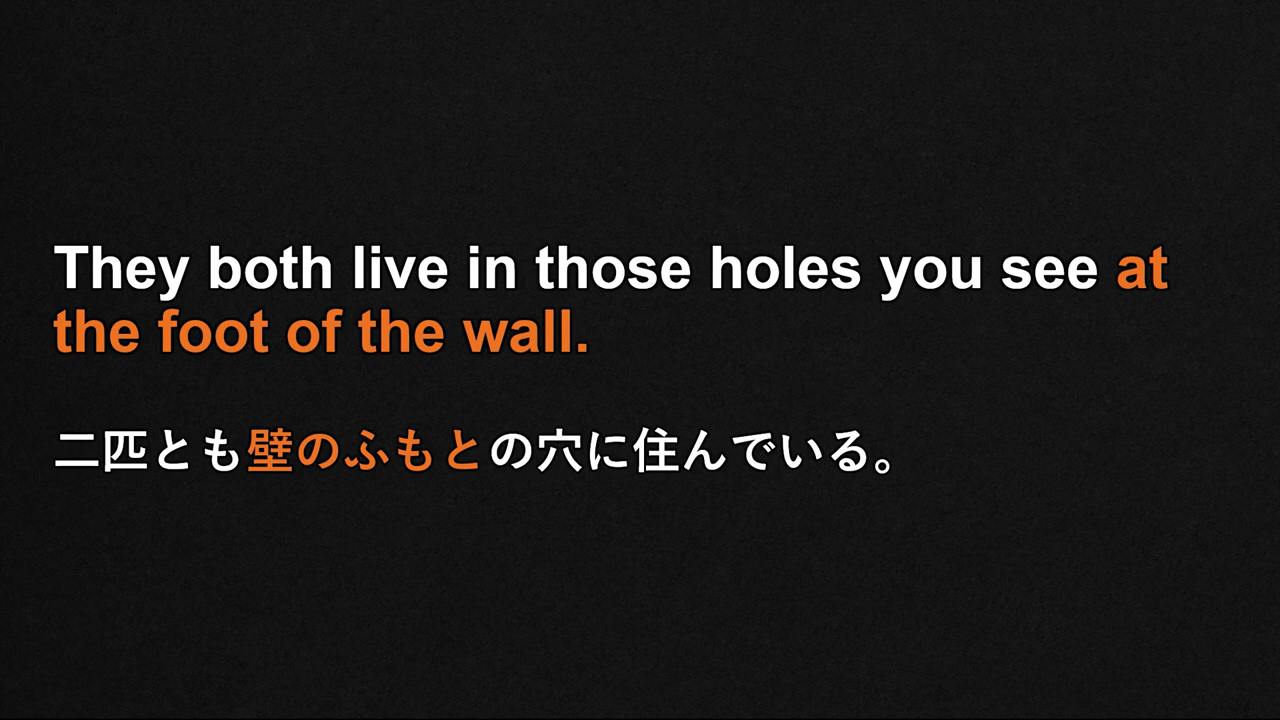 They both live in those holes you see at
the foot of the wall.
二匹とも壁のふもとの穴に住んでいる。